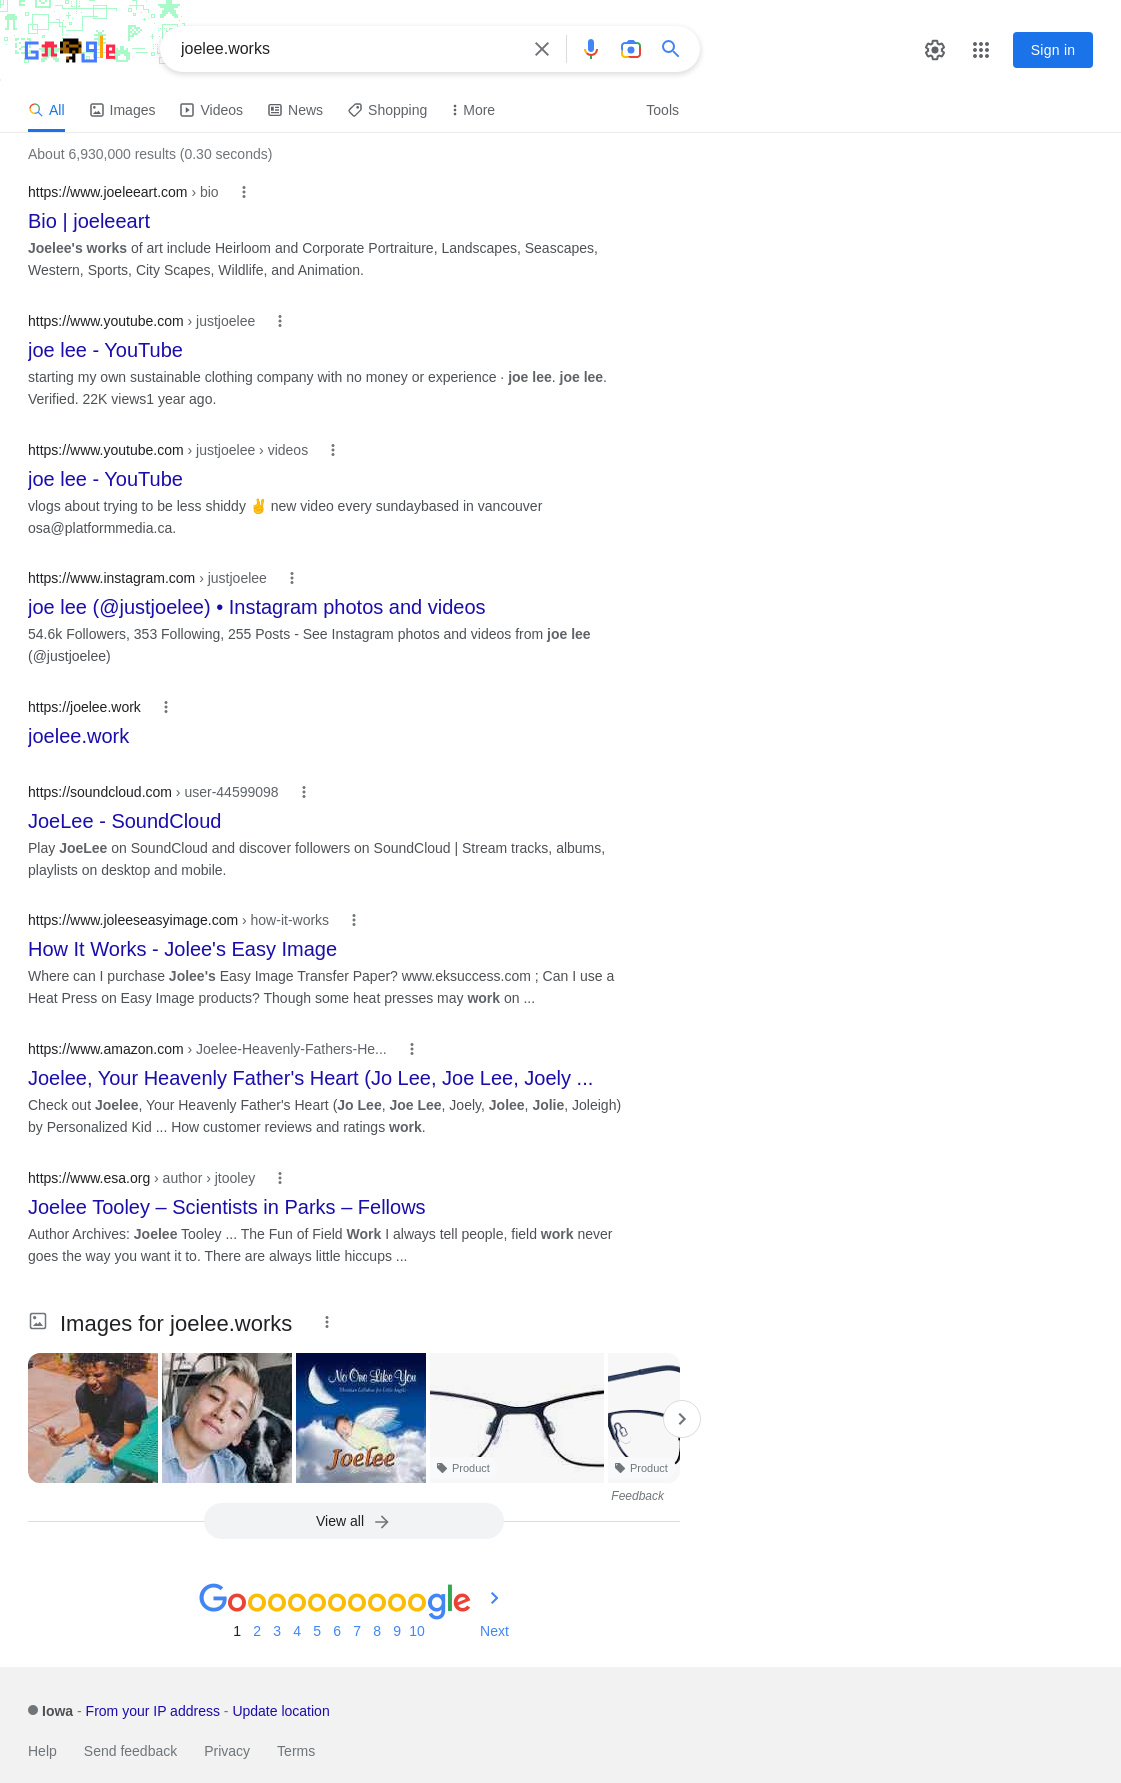 Google
joelee.works
Sign in
All
Images
Videos
News
Shopping
More
Tools
About 6,930,000 results (0.30 seconds)
https://www.joeleeart.com › bio
Bio | joeleeart
Joelee's works of art include Heirloom and Corporate Portraiture, Landscapes, Seascapes,
Western, Sports, City Scapes, Wildlife, and Animation.
https://www.youtube.com › justjoelee
joe lee - YouTube
starting my own sustainable clothing company with no money or experience · joe lee. joe lee.
Verified. 22K views1 year ago.
https://www.youtube.com › justjoelee › videos
joe lee - YouTube
vlogs about trying to be less shiddy ✌ new video every sundaybased in vancouver
osa@platformmedia.ca.
https://www.instagram.com › justjoelee
joe lee (@justjoelee) • Instagram photos and videos
54.6k Followers, 353 Following, 255 Posts - See Instagram photos and videos from joe lee
(@justjoelee)
https://joelee.work
joelee.work
https://soundcloud.com › user-44599098
JoeLee - SoundCloud
Play JoeLee on SoundCloud and discover followers on SoundCloud | Stream tracks, albums,
playlists on desktop and mobile.
https://www.joleeseasyimage.com › how-it-works
How It Works - Jolee's Easy Image
Where can I purchase Jolee's Easy Image Transfer Paper? www.eksuccess.com ; Can I use a
Heat Press on Easy Image products? Though some heat presses may work on ...
https://www.amazon.com › Joelee-Heavenly-Fathers-He...
Joelee, Your Heavenly Father's Heart (Jo Lee, Joe Lee, Joely ...
Check out Joelee, Your Heavenly Father's Heart (Jo Lee, Joe Lee, Joely, Jolee, Jolie, Joleigh)
by Personalized Kid ... How customer reviews and ratings work.
https://www.esa.org › author › jtooley
Joelee Tooley – Scientists in Parks – Fellows
Author Archives: Joelee Tooley ... The Fun of Field Work I always tell people, field work never
goes the way you want it to. There are always little hiccups ...
Images for joelee.works
No One Like You
Christian Lullabies for Little Angels
Joelee
Product
Product
Feedback
View all
Goooooooooogle
1 2 3 4 5 6 7 8 9 10 Next
Iowa - From your IP address - Update location
Help Send feedback Privacy Terms